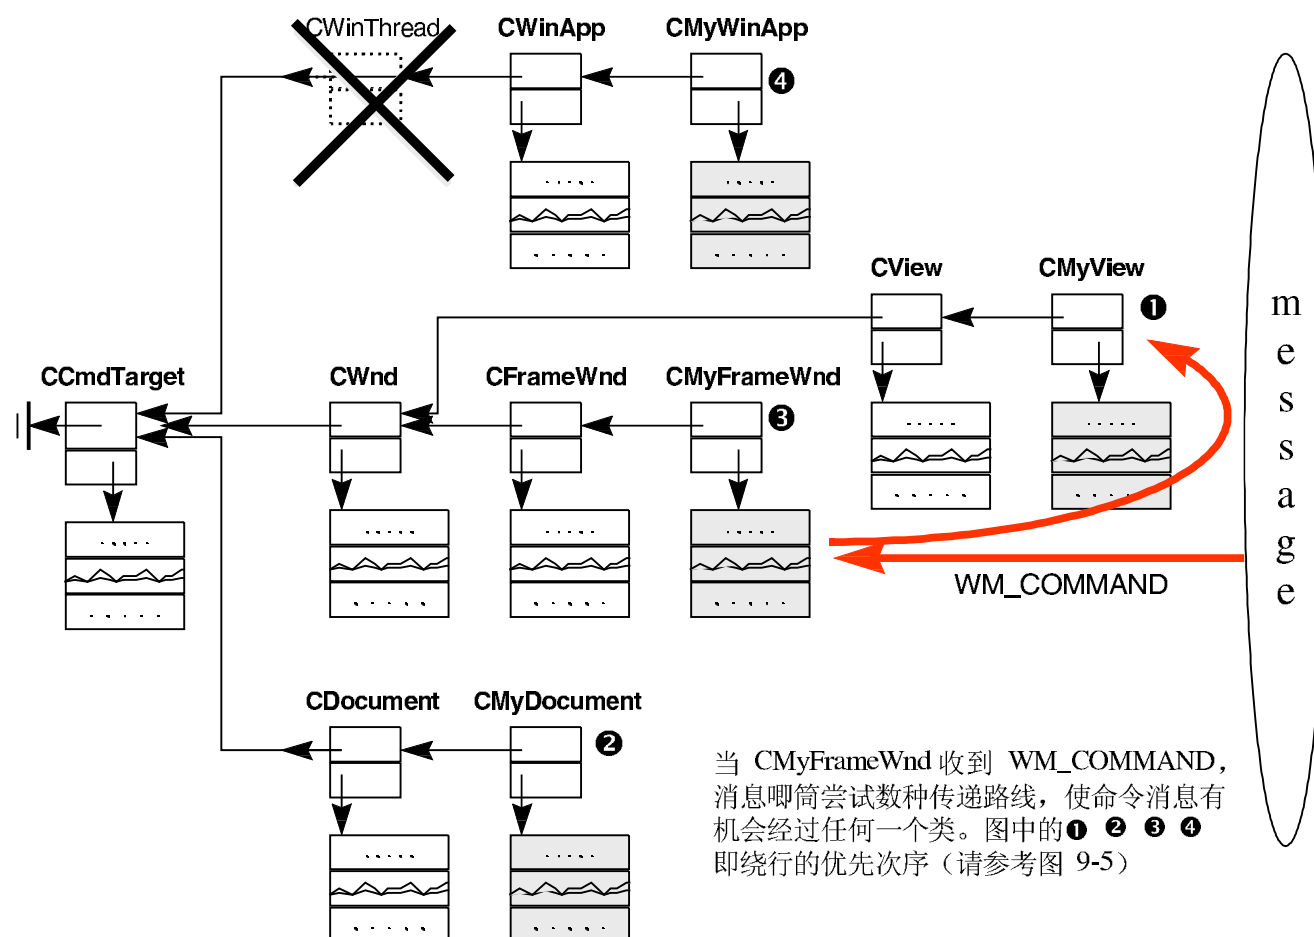 CWinThread
CWinApp
CMyWinApp
❹
CView
CMyView
❶
CCmdTarget
CWnd
CFrameWnd
CMyFrameWnd
❸
WM_COMMAND
message
CDocument
CMyDocument
❷
当 CMyFrameWnd 收到 WM_COMMAND，
消息唧筒尝试数种传递路线，使命令消息有
机会经过任何一个类。图中的❶ ❷ ❸ ❹
即绕行的优先次序（请参考图 9-5）